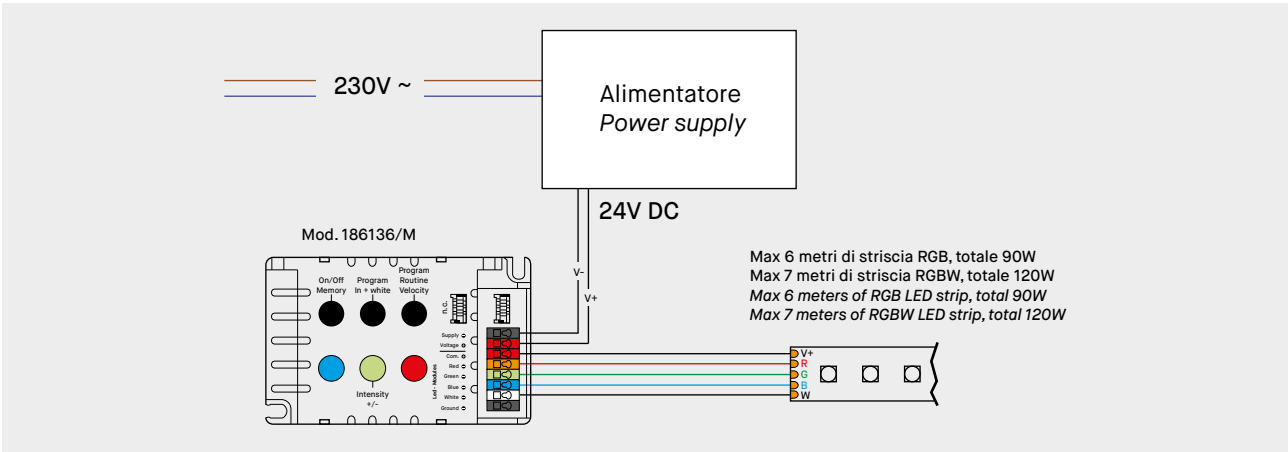 230V ~
Alimentatore
Power supply
24V DC
V-
V+
Mod. 186136/M
On/Off
Memory
Program
In + white
Program
Routine
Velocity
n.c.
Intensity
+/-
Led - Modules
Supply
Voltage
Com.
Red
Green
Blue
White
Ground
Max 6 metri di striscia RGB, totale 90W
Max 7 metri di striscia RGBW, totale 120W
Max 6 meters of RGB LED strip, total 90W
Max 7 meters of RGBW LED strip, total 120W
V+
R
G
B
W